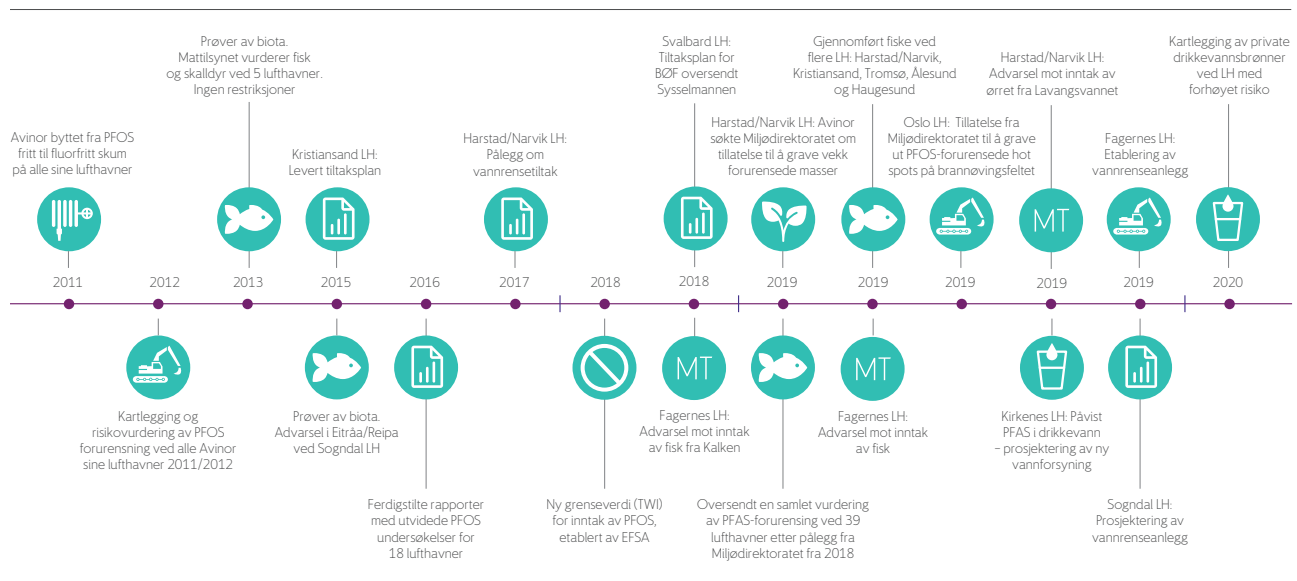 Avinor byttet fra PFOS
fritt til fluorfritt skum
på alle sine lufthavner
2011
Kartlegging og
risikovurdering av PFOS
forurensning ved alle Avinor
sine lufthavner 2011/2012
2012
Prøver av biota.
Mattilsynet vurderer fisk
og skalldyr ved 5 lufthavner.
Ingen restriksjoner
2013
Kristiansand LH:
Levert tiltaksplan
2015
Prøver av biota.
Advarsel i Eitråa/Reipa
ved Sogndal LH
2016
Ferdigstilte rapporter
med utvidede PFOS
undersøkelser for
18 lufthavner
Harstad/Narvik LH:
Pålegg om
vannrensetiltak
2017
2018
Ny grenseverdi (TWI)
for inntak av PFOS,
etablert av EFSA
Svalbard LH:
Tiltaksplan for
BØF oversendt
Sysselmannen
2018
MT
Fagernes LH:
Advarsel mot inntak
av fisk fra Kalken
Harstad/Narvik LH: Avinor
søkte Miljødirektoratet om
tillatelse til å grave vekk
forurensede masser
2019
Oversendt en samlet vurdering
av PFAS-forurensing ved 39
lufthavner etter pålegg fra
Miljødirektoratet fra 2018
Gjennomført fiske ved
flere LH: Harstad/Narvik,
Kristiansand, Tromsø, Ålesund
og Haugesund
2019
MT
Fagernes LH:
Advarsel mot inntak
av fisk
Oslo LH: Tillatelse fra
Miljødirektoratet til å grave
ut PFOS-forurensede hot
spots på brannøvingsfeltet
2019
Harstad/Narvik LH:
Advarsel mot inntak av
ørret fra Lavangsvannet
MT
2019
Kirkenes LH: Påvist
PFAS i drikkevann
– prosjektering av ny
vannforsyning
Fagernes LH:
Etablering av
vannrenseanlegg
2019
Sogndal LH:
Prosjektering av
vannrenseanlegg
Kartlegging av private
drikkevannsbrønner
ved LH med
forhøyet risiko
2020